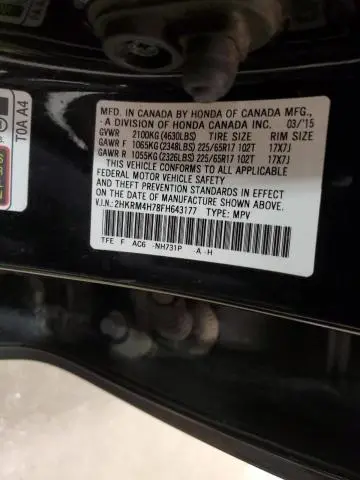 MFD. IN CANADA BY HONDA OF CANADA MFG.,
-A DIVISION OF HONDA CANADA INC. 03/'15
GVWR 2100KG (4630LBS) TIRE SIZE RIM SIZE
GAWR F 1065KG (2348LBS) 225/65R17 102T 17X7J
GAWR R 1055KG (2326LBS) 225/65R17 102T 17X7J
THIS VEHICLE CONFORMS TO ALL APPLICABLE
FEDERAL MOTOR VEHICLE SAFETY AND
THEFT PREVENTION STANDARDS IN EFFECT
ON THE DATE OF MANUFACTURE SHOWN ABOVE
V.I.N.: 2HKRM4H78FH643177 TYPE: MPV
TFE F AC6 -NH731P -A -H
T0A A4